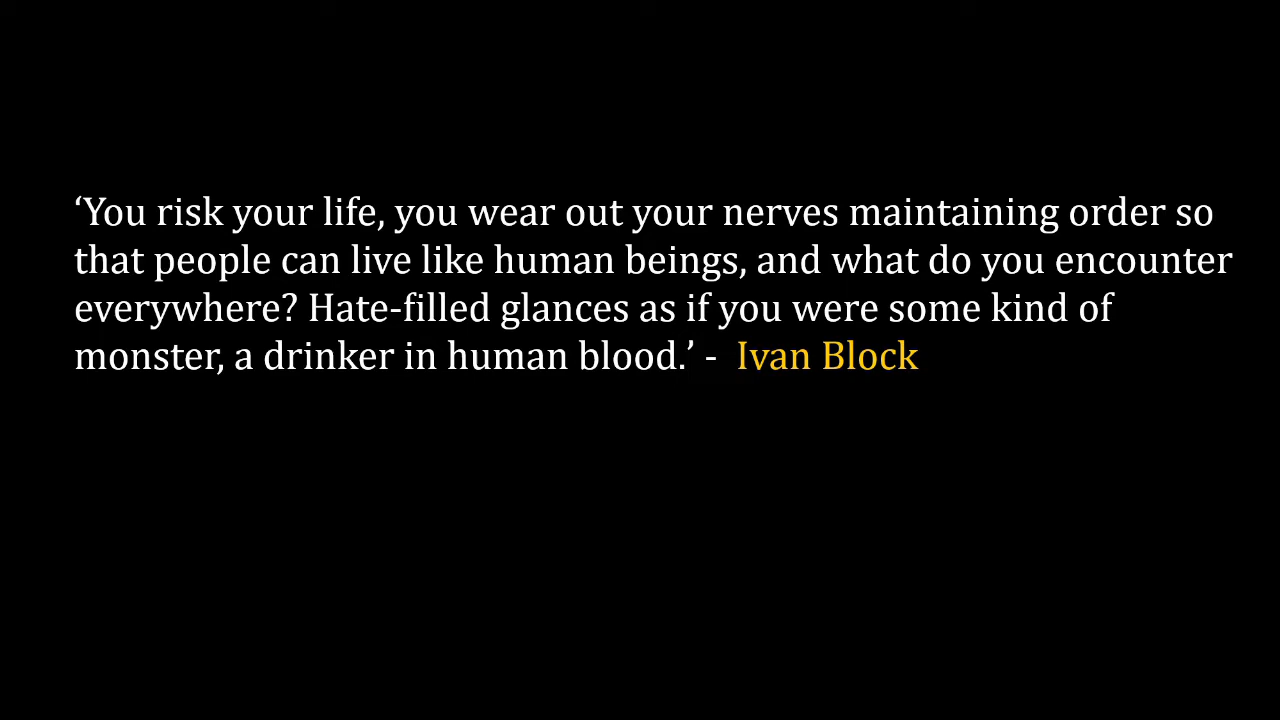 ‘You risk your life, you wear out your nerves maintaining order so
that people can live like human beings, and what do you encounter
everywhere? Hate-filled glances as if you were some kind of
monster, a drinker in human blood.’ - Ivan Block